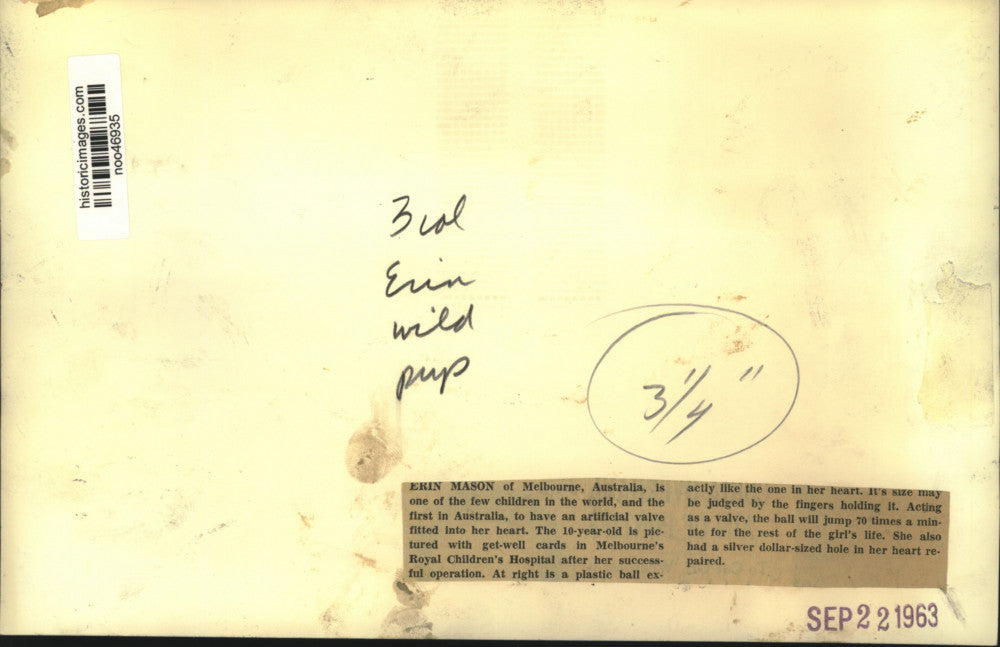 historicimages.com
noo46935
3 col
Erin
wild
pup
3 1/4 "
ERIN MASON of Melbourne, Australia, is
one of the few children in the world, and the
first in Australia, to have an artificial valve
fitted into her heart. The 10-year-old is pic-
tured with get-well cards in Melbourne's
Royal Children's Hospital after her success-
ful operation. At right is a plastic ball ex-
actly like the one in her heart. It's size may
be judged by the fingers holding it. Acting
as a valve, the ball will jump 70 times a min-
ute for the rest of the girl's life. She also
had a silver dollar-sized hole in her heart re-
paired.
SEP 22 1963